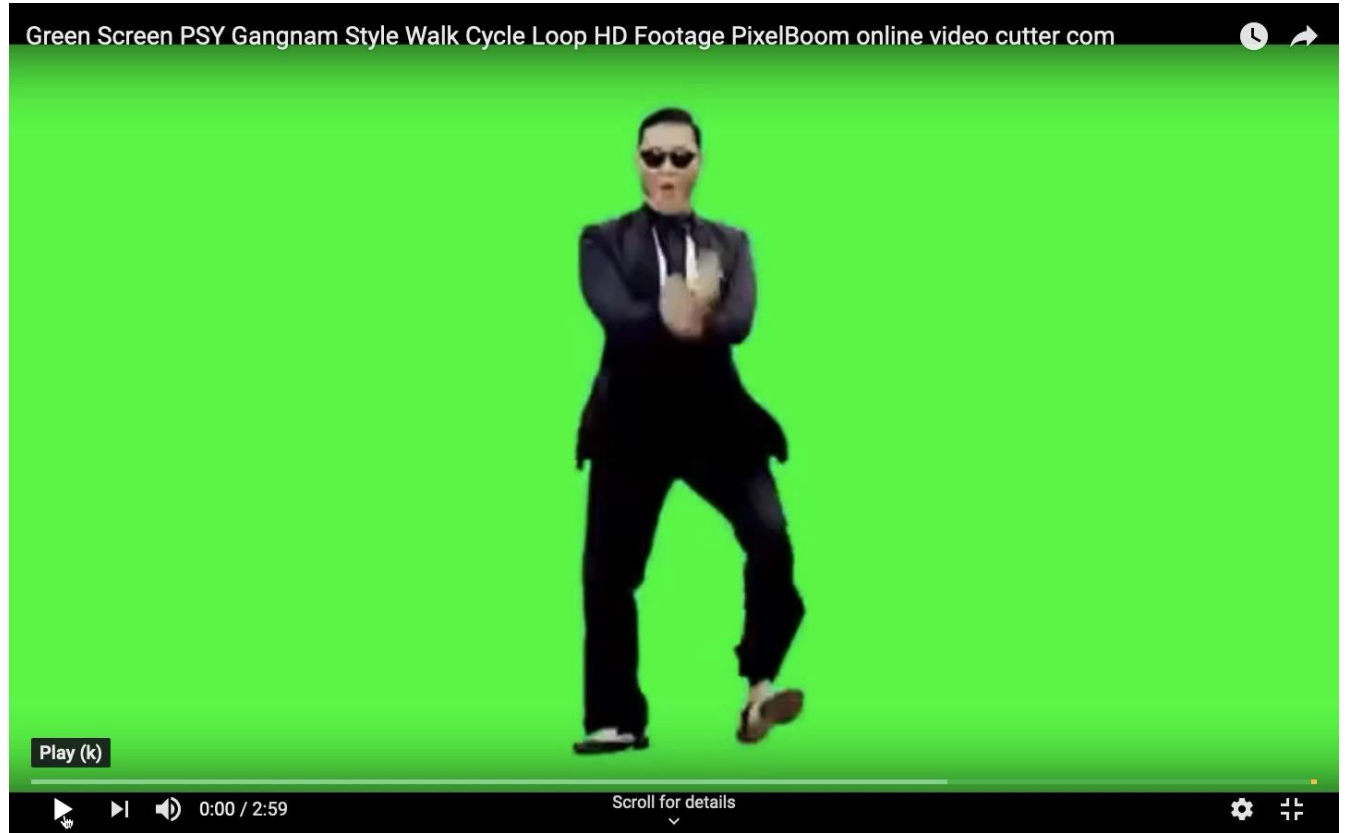 Green Screen PSY Gangnam Style Walk Cycle Loop HD Footage PixelBoom online video cutter com
Play (k)
0:00 / 2:59
Scroll for details